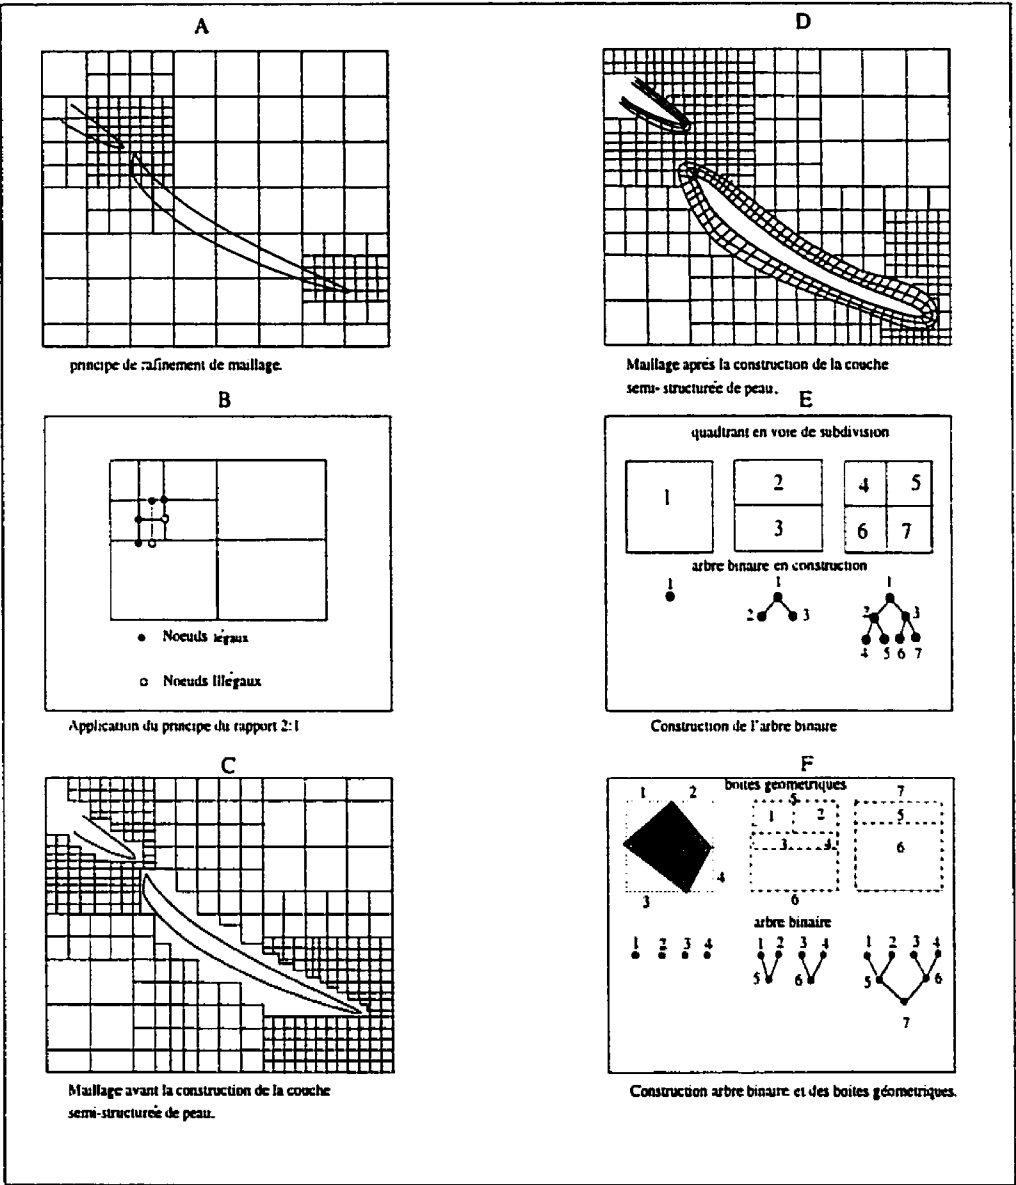 A
principe de rafinement de maillage.
B
Noeuds légaux
Noeuds Illégaux
Application du principe du rapport 2:1
C
Maillage avant la construction de la couche
semi-structurée de peau.
D
Maillage après la construction de la couche
semi-structurée de peau.
E
quadtrant en voie de subdivision
1
2
3
4 5
6 7
arbre binaire en construction
1
1
2 3
1
2 3
4 5 6 7
Construction de l'arbre binaire
F
boites géometriques
1 2
3
4
5
1 2
3 4
6
7
5
6
arbre binaire
1 2 3 4
1 2 3 4
5 6
1 2 3 4
5 6
7
Construction arbre binaire et des boites géometriques.